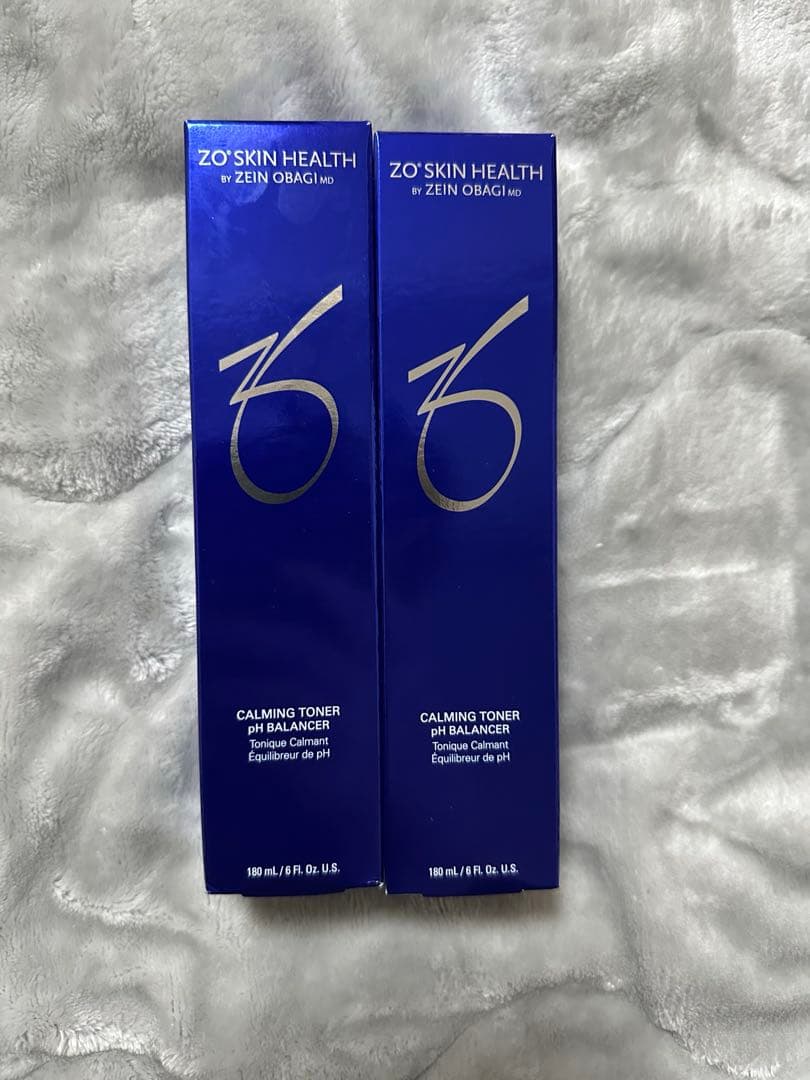 ZO® SKIN HEALTH
BY ZEIN OBAGI MD
CALMING TONER
pH BALANCER
Tonique Calmant
Équilibreur de pH
180 mL / 6 Fl. Oz. U.S.
ZO® SKIN HEALTH
BY ZEIN OBAGI MD
CALMING TONER
pH BALANCER
Tonique Calmant
Équilibreur de pH
180 mL / 6 Fl. Oz. U.S.